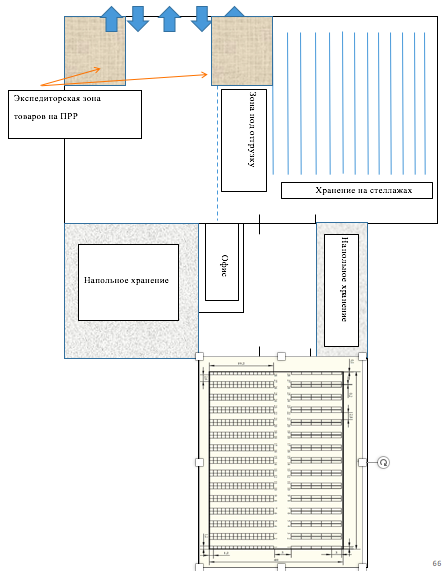 Экспедиторская зона
товаров на ПРР
Зона под отгрузку
Хранение на стеллажах
Напольное хранение
Офис
Напольное хранение
66